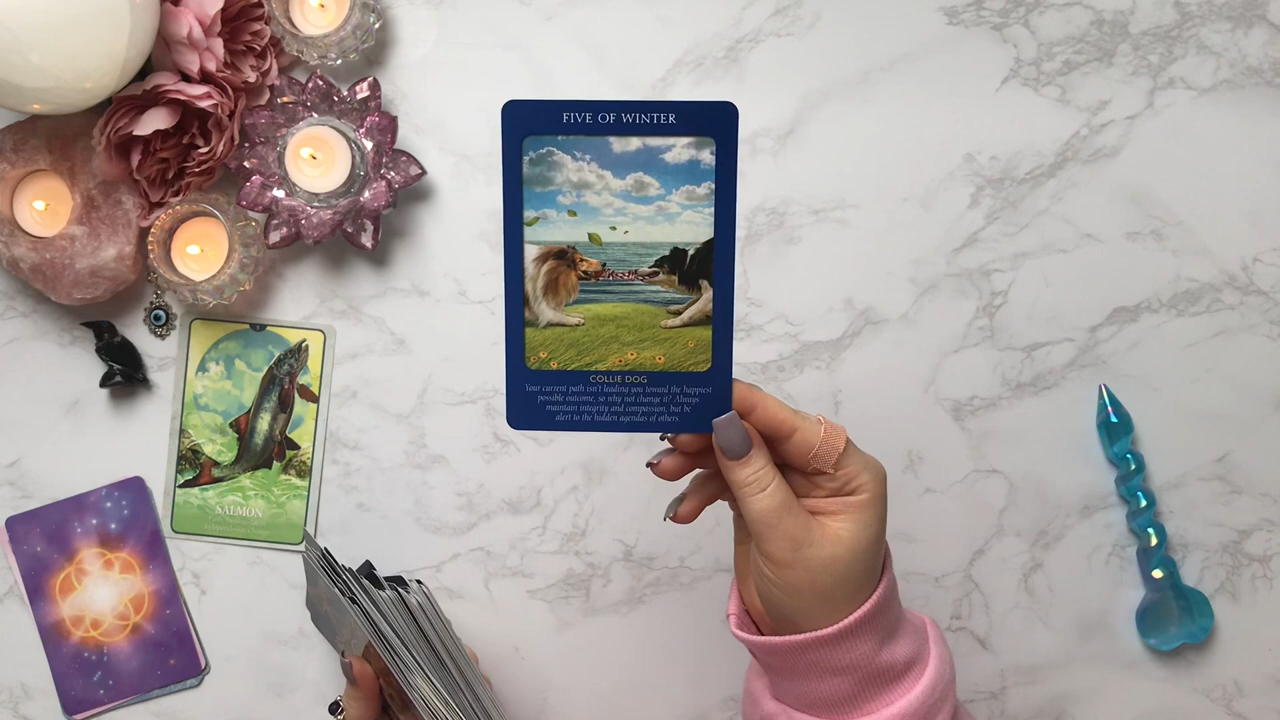 FIVE OF WINTER
COLLIE DOG
Your current path isn't leading you toward the happiest
possible outcome, so why not change it? Always
maintain integrity and compassion, but be
alert to the hidden agendas of others.
SALMON